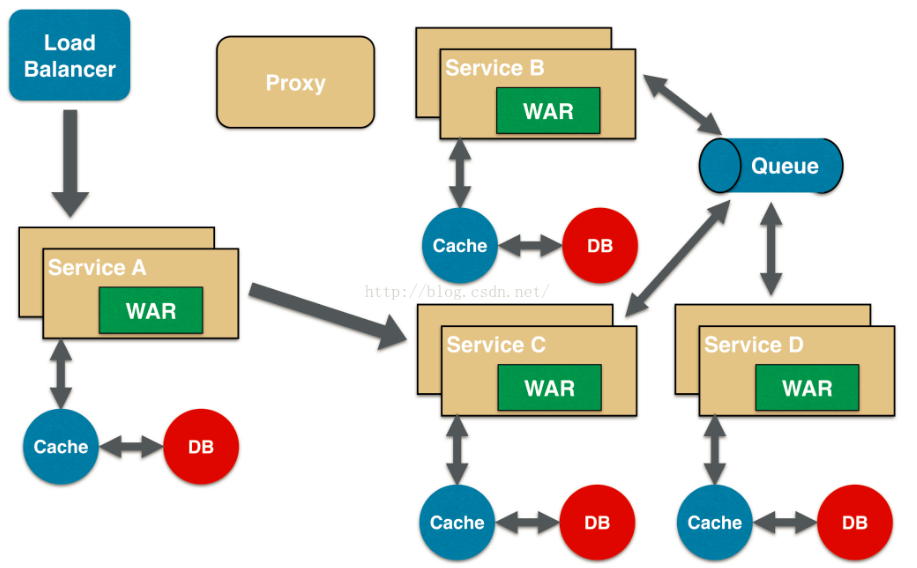 Load
Balancer
Proxy
Service B
WAR
Queue
Cache
DB
Service A
WAR
http://blog.csdn.net/
Cache
DB
Service C
WAR
Service D
WAR
Cache
DB
Cache
DB